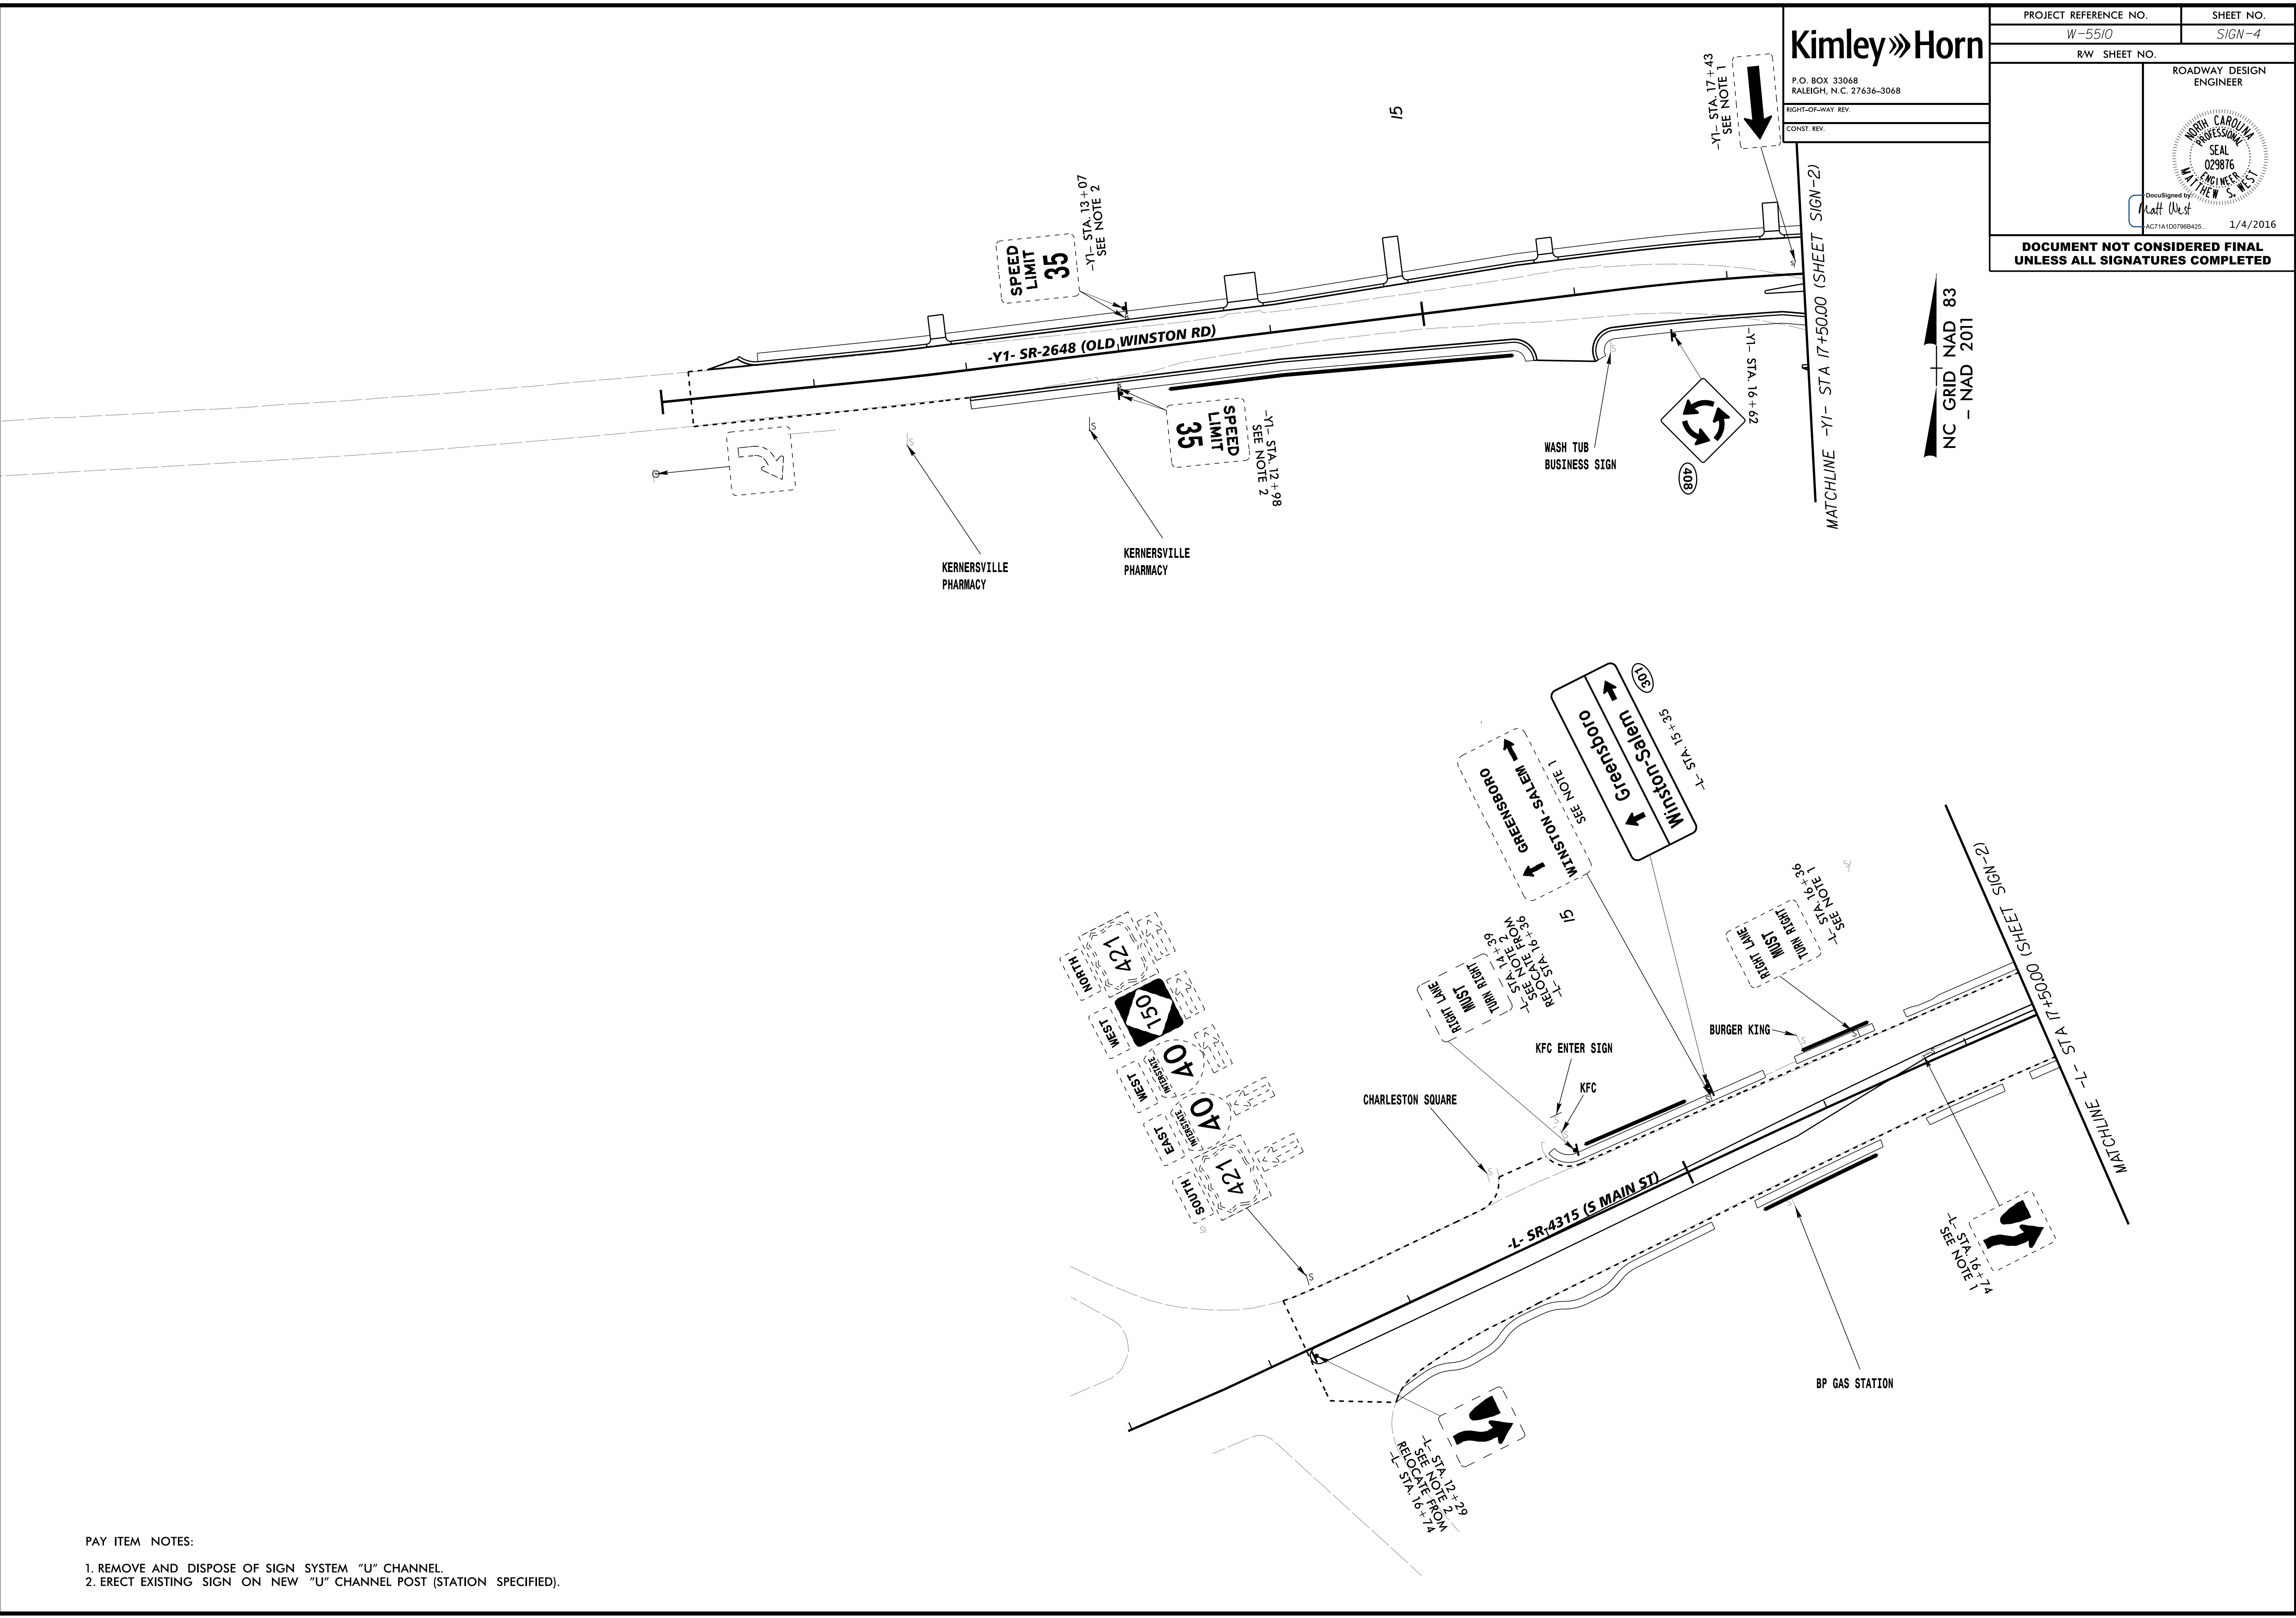 Kimley»Horn
P.O. BOX 33068
RALEIGH, N.C. 27636-3068
RIGHT-OF-WAY REV.
CONST. REV.
PROJECT REFERENCE NO.
SHEET NO.
W-5510
SIGN-4
R/W SHEET NO.
ROADWAY DESIGN
ENGINEER
NORTH CAROLINA
PROFESSIONAL
SEAL
029876
ENGINEER
MATTHEW S. WEST
DocuSigned by:
Matt West
AC71A1D0796B425...
1/4/2016
DOCUMENT NOT CONSIDERED FINAL
UNLESS ALL SIGNATURES COMPLETED
-Y1- STA. 17+43
SEE NOTE 1
15
-Y1- STA. 13+07
SEE NOTE 2
SPEED
LIMIT
35
-Y1- SR-2648 (OLD WINSTON RD)
MATCHLINE -Y1- STA 17+50.00 (SHEET SIGN-2)
NC GRID NAD 83
- NAD 2011
SPEED
LIMIT
35
-Y1- STA. 12+98
SEE NOTE 2
-Y1- STA. 16+62
408
WASH TUB
BUSINESS SIGN
S
S
S
KERNERSVILLE
PHARMACY
KERNERSVILLE
PHARMACY
301
Greensboro
Winston-Salem
-L- STA. 15+35
GREENSBORO
WINSTON-SALEM
SEE NOTE 1
15
RIGHT LANE
MUST
TURN RIGHT
-L- STA. 16+36
SEE NOTE 1
RIGHT LANE
MUST
TURN RIGHT
-L- STA. 14+39
SEE NOTE 2
RELOCATE FROM
-L- STA. 16+36
NORTH
421
WEST
150
WEST
INTERSTATE
40
EAST
INTERSTATE
40
SOUTH
421
BURGER KING
KFC ENTER SIGN
KFC
CHARLESTON SQUARE
-L- SR-4315 (S MAIN ST)
MATCHLINE -L- STA 17+50.00 (SHEET SIGN-2)
-L- STA. 16+74
SEE NOTE 1
BP GAS STATION
-L- STA. 12+29
SEE NOTE 2
RELOCATE FROM
-L- STA. 16+74
PAY ITEM NOTES:
1. REMOVE AND DISPOSE OF SIGN SYSTEM "U" CHANNEL.
2. ERECT EXISTING SIGN ON NEW "U" CHANNEL POST (STATION SPECIFIED).